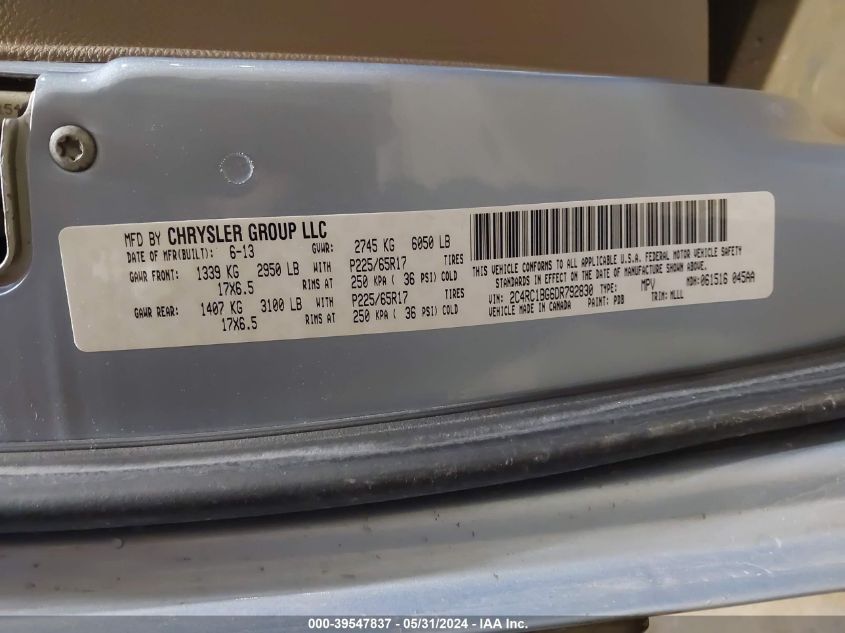 MFD BY CHRYSLER GROUP LLC
DATE OF MFR(BUILT): 6-13 GVWR: 2745 KG 6050 LB
GAWR FRONT: 1339 KG 2950 LB WITH P225/65R17 TIRES
17X6.5 RIMS AT 250 KPA ( 36 PSI) COLD
GAWR REAR: 1407 KG 3100 LB WITH P225/65R17 TIRES
17X6.5 RIMS AT 250 KPA ( 36 PSI) COLD
THIS VEHICLE CONFORMS TO ALL APPLICABLE U.S.A. FEDERAL MOTOR VEHICLE SAFETY
STANDARDS IN EFFECT ON THE DATE OF MANUFACTURE SHOWN ABOVE.
VIN: 2C4RC1BG6DR792830 TYPE: MPV MDH: 061516 045AA
VEHICLE MADE IN CANADA PAINT: PDB TRIM: MLLL
000-39547837 - 05/31/2024 - IAA Inc.